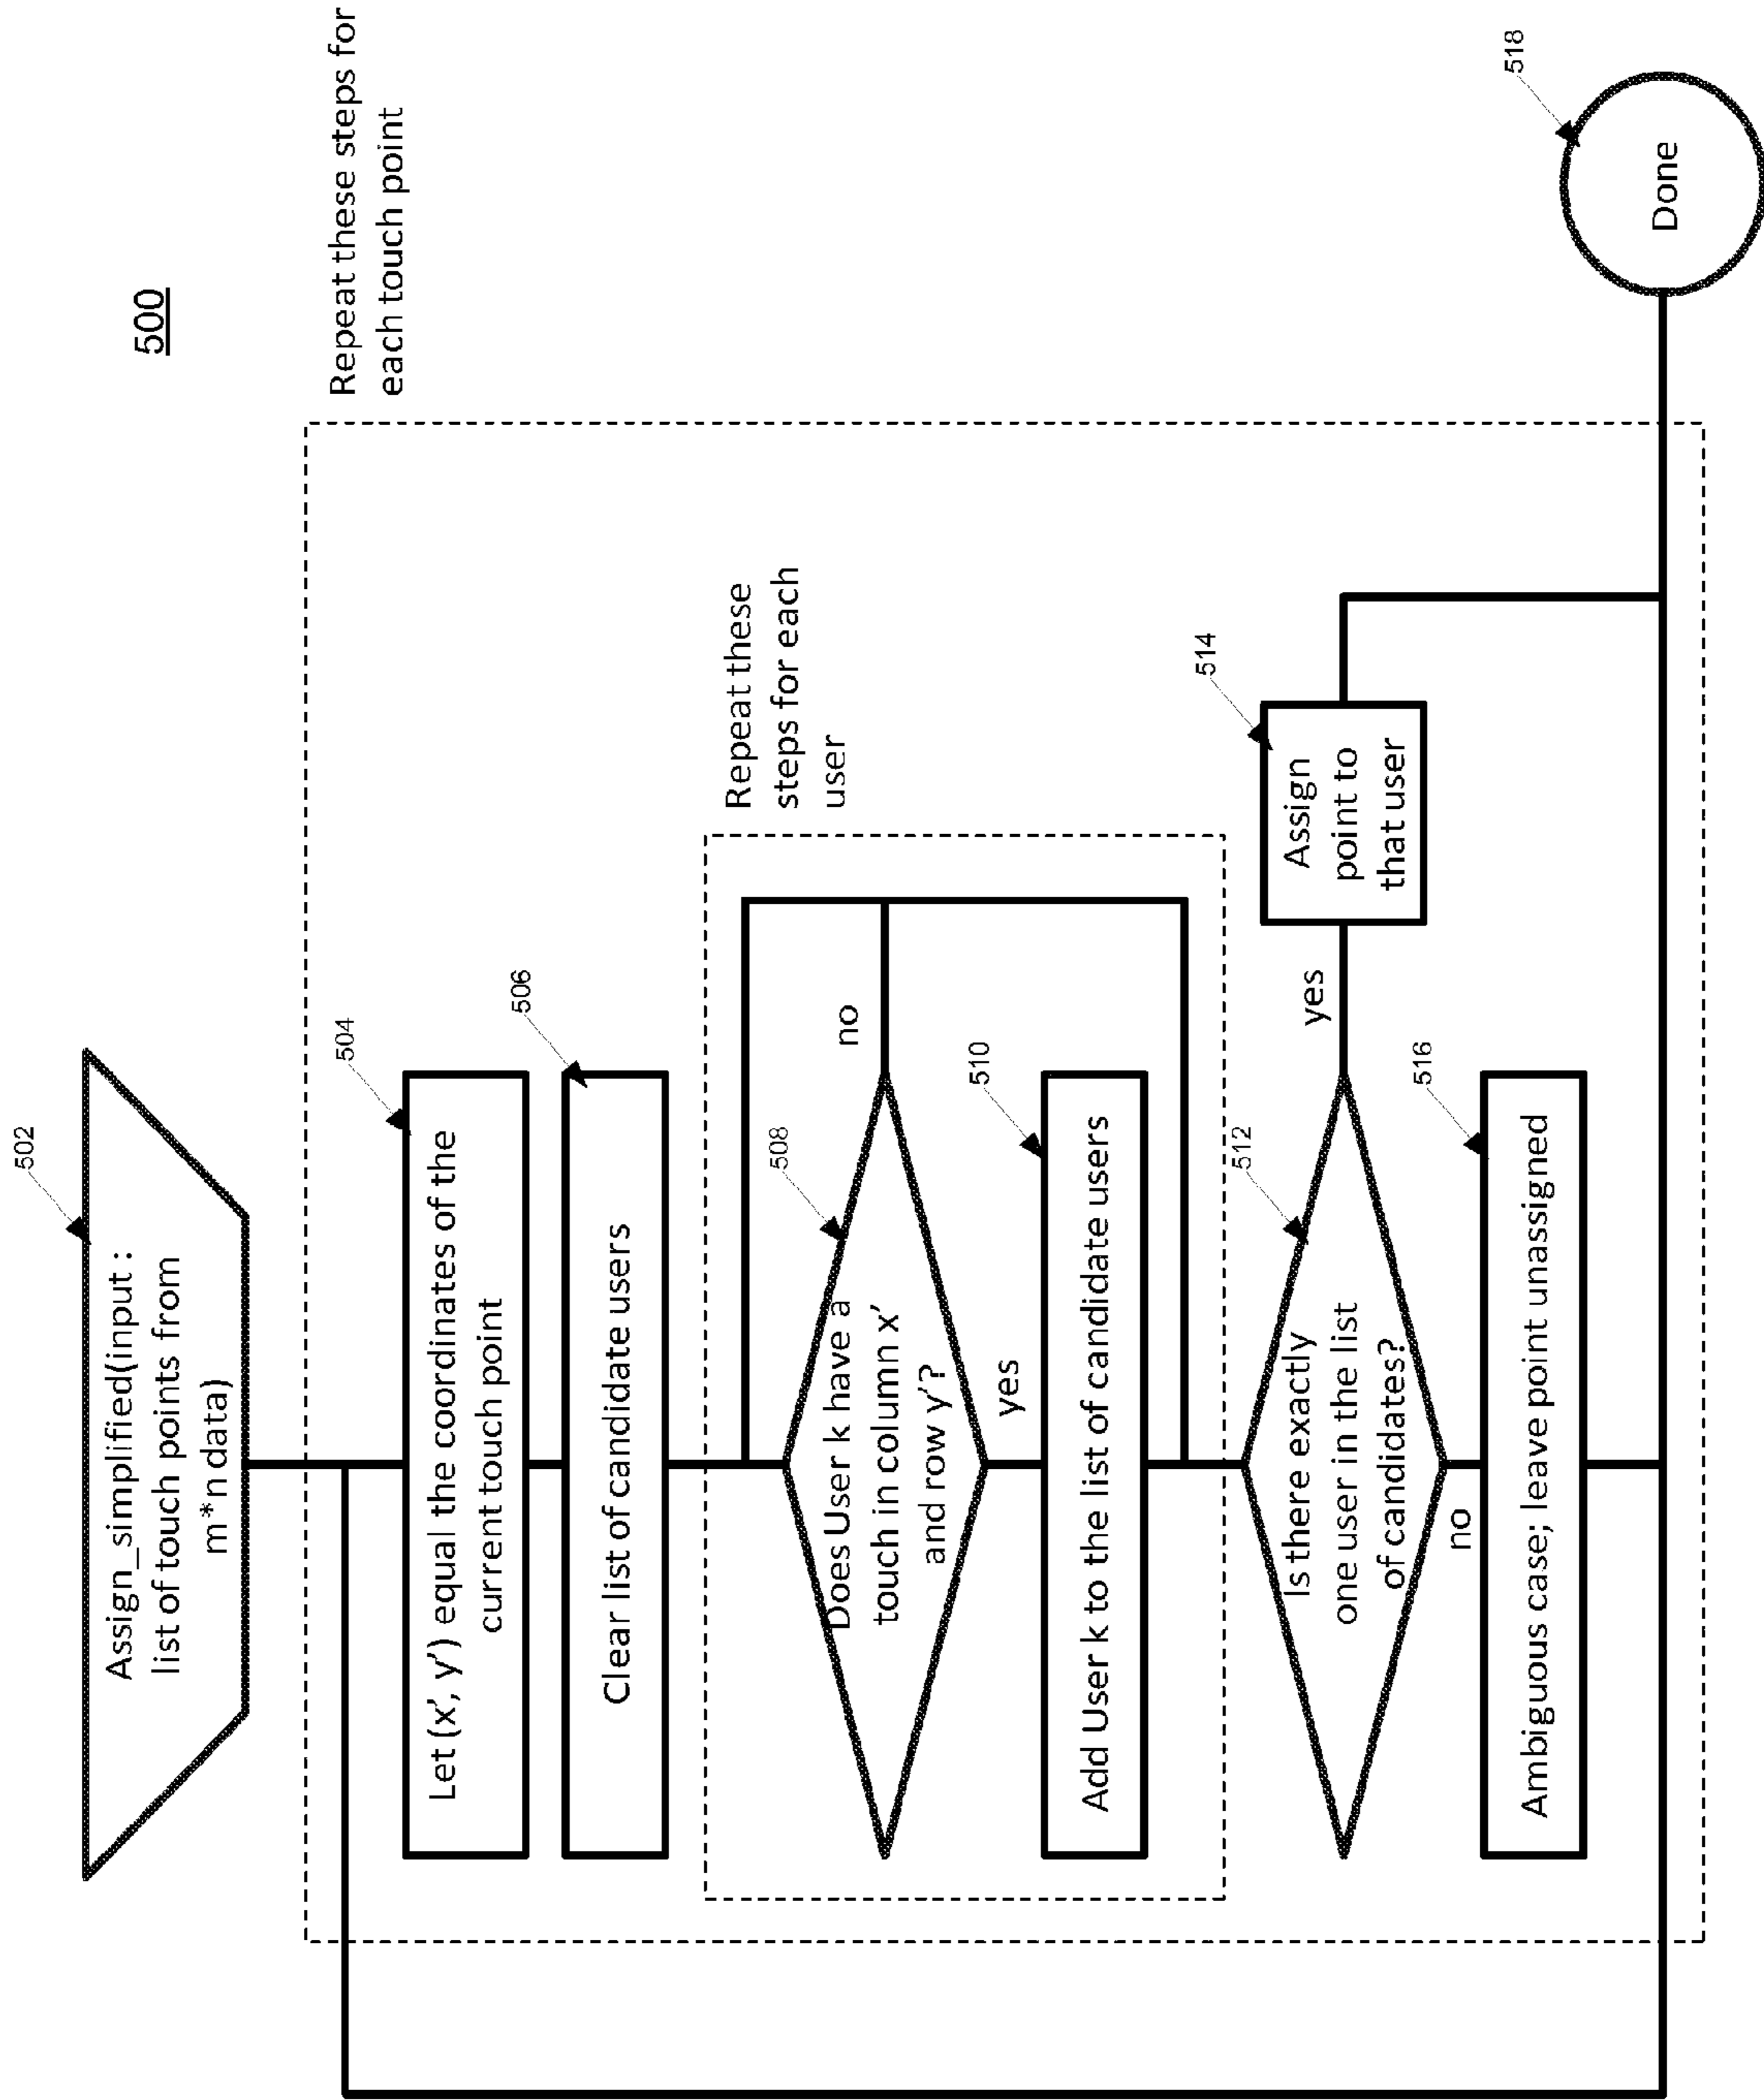 500
502
Assign_simplified(input :
list of touch points from
m*n data)
Repeat these steps for
each touch point
504
Let (x', y') equal the coordinates of the
current touch point
506
Clear list of candidate users
Repeat these
steps for each
user
508
Does User k have a
touch in column x'
and row y'?
no
yes
510
Add User k to the list of candidate users
512
Is there exactly
one user in the list
of candidates?
yes
514
Assign
point to
that user
no
516
Ambiguous case; leave point unassigned
518
Done